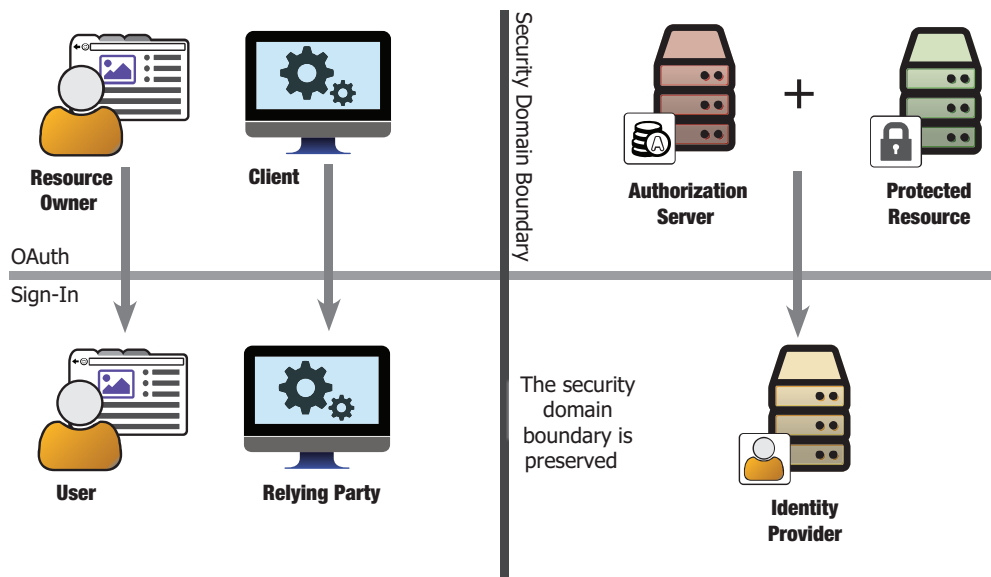 Resource
Owner
Client
Security Domain Boundary
A
Authorization
Server
+
Protected
Resource
OAuth
Sign-In
User
Relying Party
The security
domain
boundary is
preserved
Identity
Provider